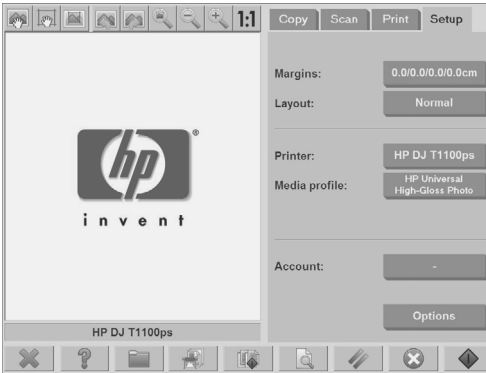 1:1
Copy Scan Print Setup
Margins: 0.0/0.0/0.0/0.0cm
Layout: Normal
hp®
invent
Printer: HP DJ T1100ps
Media profile: HP Universal
High-Gloss Photo
Account: -
Options
HP DJ T1100ps
?